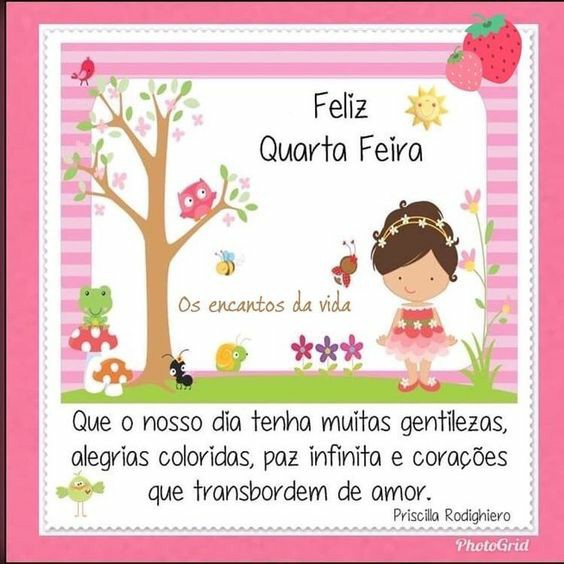 Feliz
Quarta Feira
Os encantos da vida
Que o nosso dia tenha muitas gentilezas,
alegrias coloridas, paz infinita e corações
que transbordem de amor.
Priscilla Rodighiero
PhotoGrid